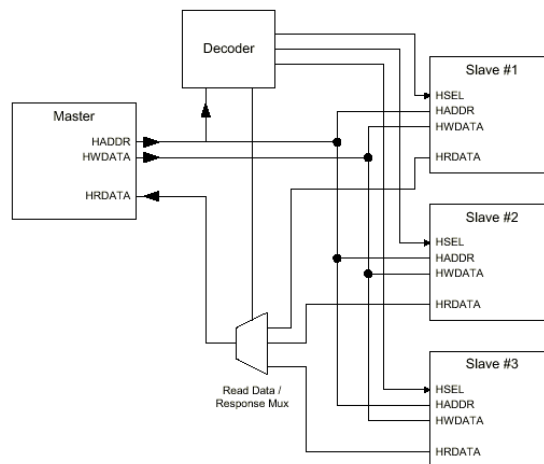 Decoder
Slave #1
HSEL
HADDR
HWDATA
HRDATA
Master
HADDR
HWDATA
HRDATA
Slave #2
HSEL
HADDR
HWDATA
HRDATA
Read Data /
Response Mux
Slave #3
HSEL
HADDR
HWDATA
HRDATA